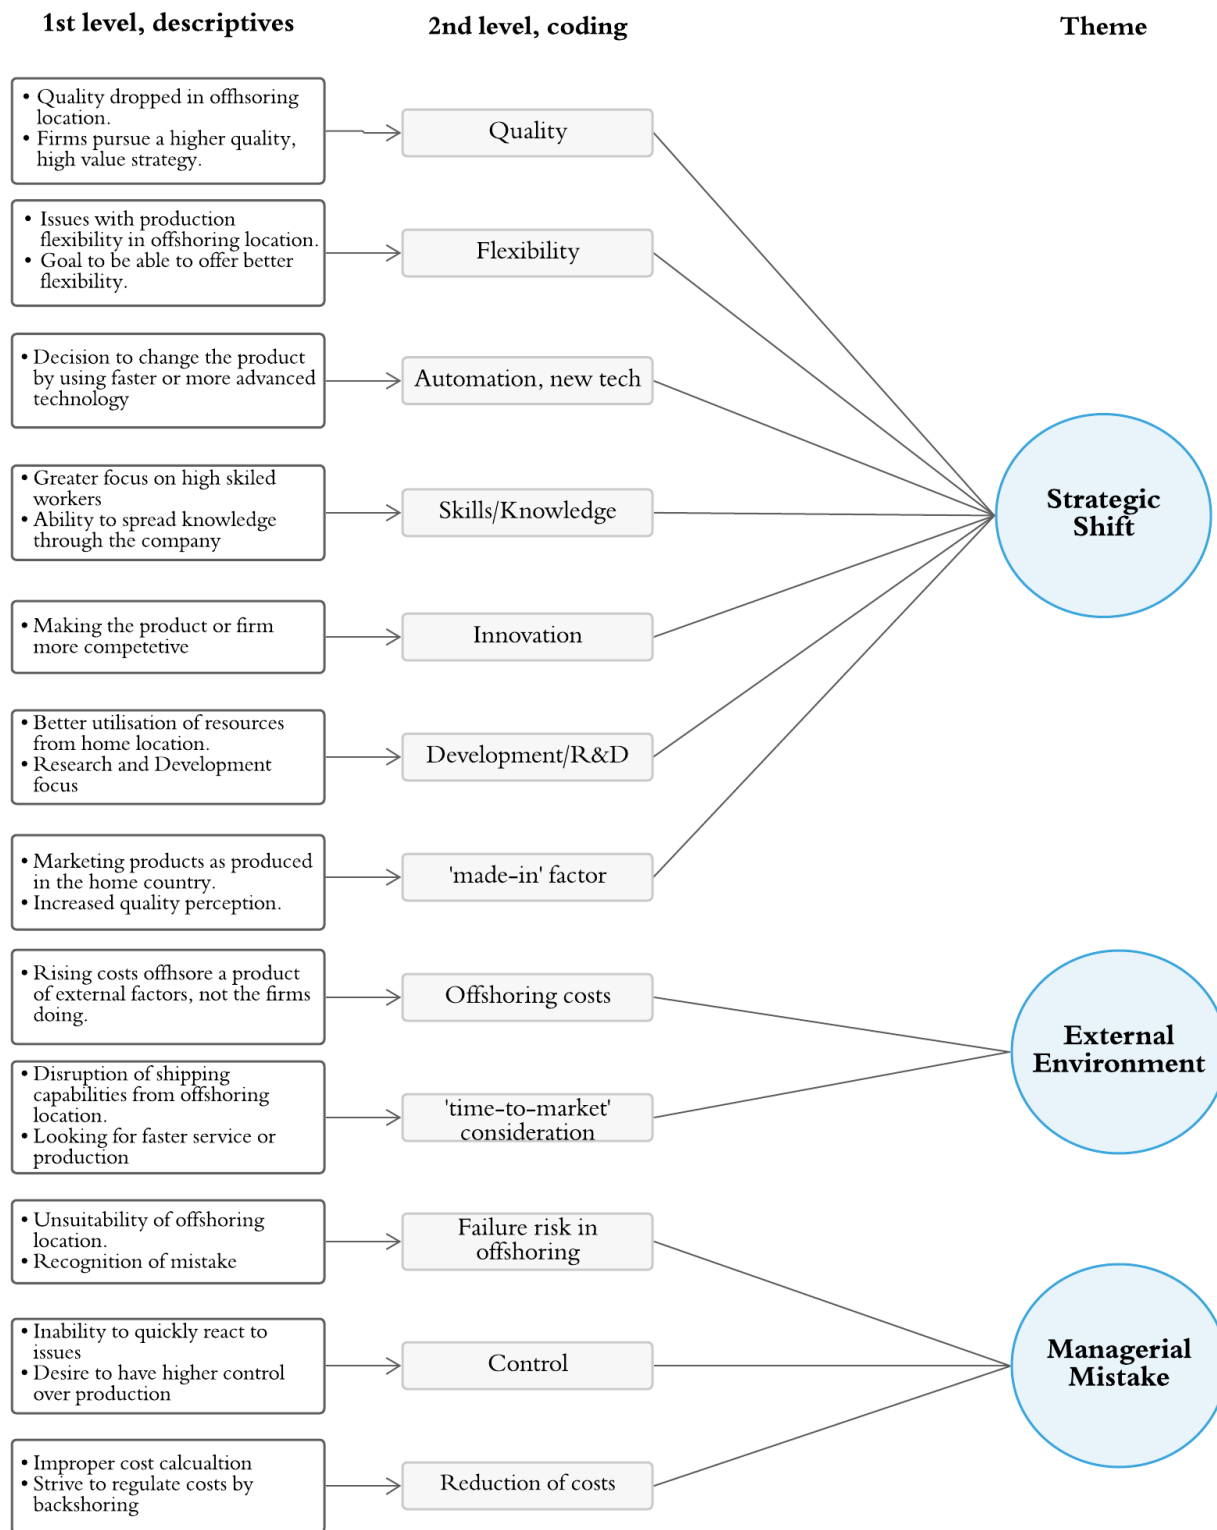 1st level, descriptives
2nd level, coding
Theme
• Quality dropped in offhsoring
location.
• Firms pursue a higher quality,
high value strategy.
Quality
• Issues with production
flexibility in offshoring location.
• Goal to be able to offer better
flexibility.
Flexibility
• Decision to change the product
by using faster or more advanced
technology
Automation, new tech
• Greater focus on high skiled
workers
• Ability to spread knowledge
through the company
Skills/Knowledge
Strategic
Shift
• Making the product or firm
more competetive
Innovation
• Better utilisation of resources
from home location.
• Research and Development
focus
Development/R&D
• Marketing products as produced
in the home country.
• Increased quality perception.
'made-in' factor
• Rising costs offhsore a product
of external factors, not the firms
doing.
Offshoring costs
External
Environment
• Disruption of shipping
capabilities from offshoring
location.
• Looking for faster service or
production
'time-to-market'
consideration
• Unsuitability of offshoring
location.
• Recognition of mistake
Failure risk in
offshoring
• Inability to quickly react to
issues
• Desire to have higher control
over production
Control
Managerial
Mistake
• Improper cost calcualtion
• Strive to regulate costs by
backshoring
Reduction of costs